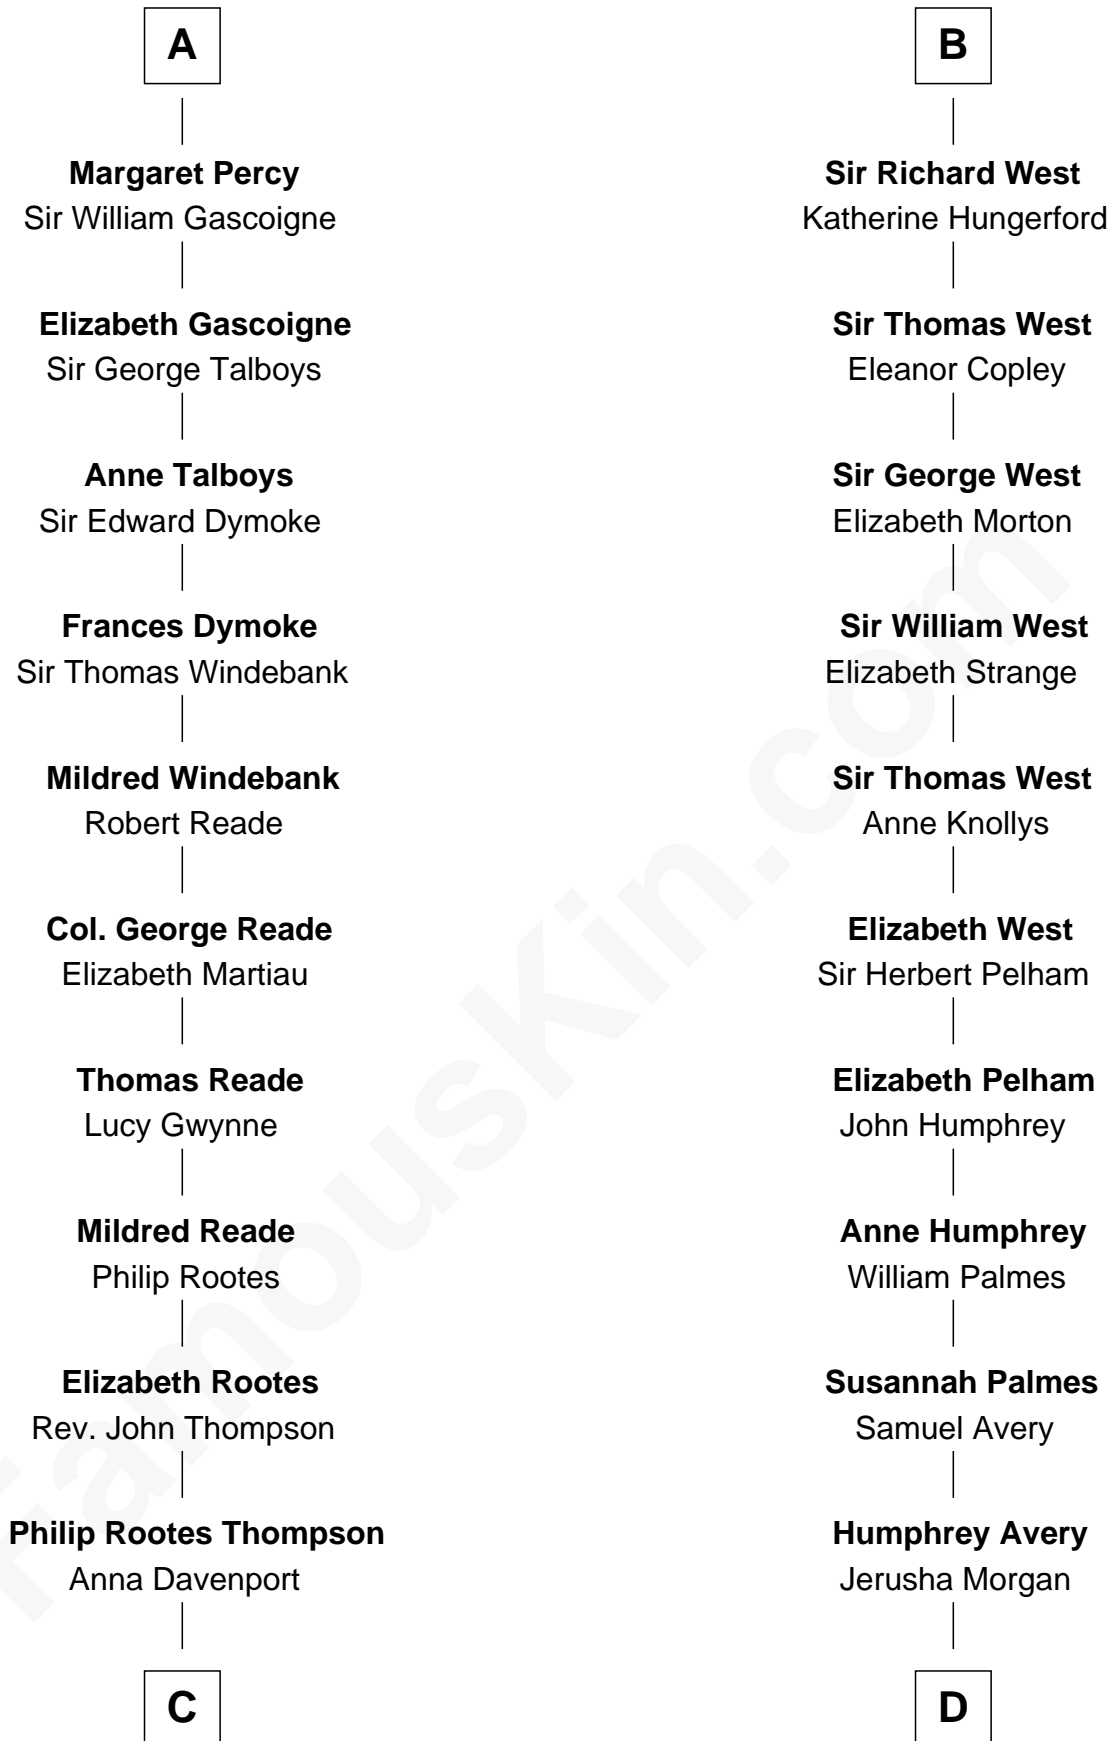 A
Margaret Percy
Sir William Gascoigne
Elizabeth Gascoigne
Sir George Talboys
Anne Talboys
Sir Edward Dymoke
Frances Dymoke
Sir Thomas Windebank
Mildred Windebank
Robert Reade
Col. George Reade
Elizabeth Martiau
Thomas Reade
Lucy Gwynne
Mildred Reade
Philip Rootes
Elizabeth Rootes
Rev. John Thompson
Philip Rootes Thompson
Anna Davenport
C
B
Sir Richard West
Katherine Hungerford
Sir Thomas West
Eleanor Copley
Sir George West
Elizabeth Morton
Sir William West
Elizabeth Strange
Sir Thomas West
Anne Knollys
Elizabeth West
Sir Herbert Pelham
Elizabeth Pelham
John Humphrey
Anne Humphrey
William Palmes
Susannah Palmes
Samuel Avery
Humphrey Avery
Jerusha Morgan
D
FamousKin.com